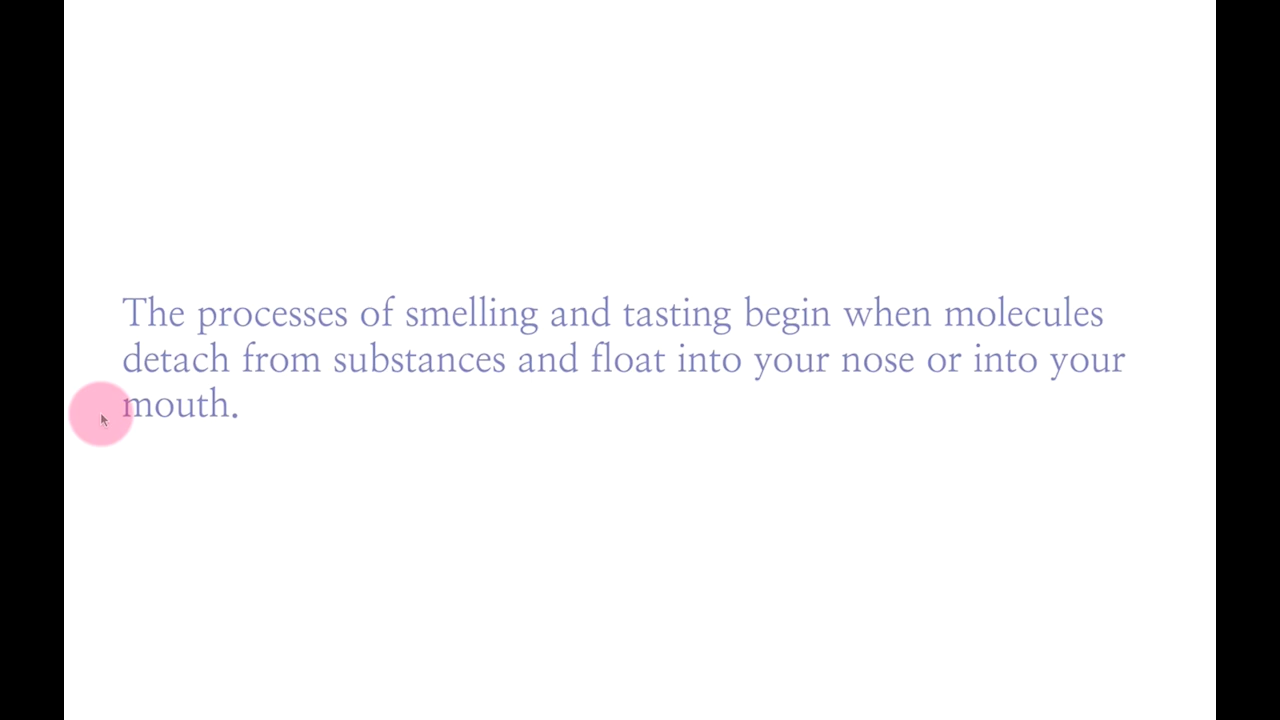 The processes of smelling and tasting begin when molecules
detach from substances and float into your nose or into your
mouth.